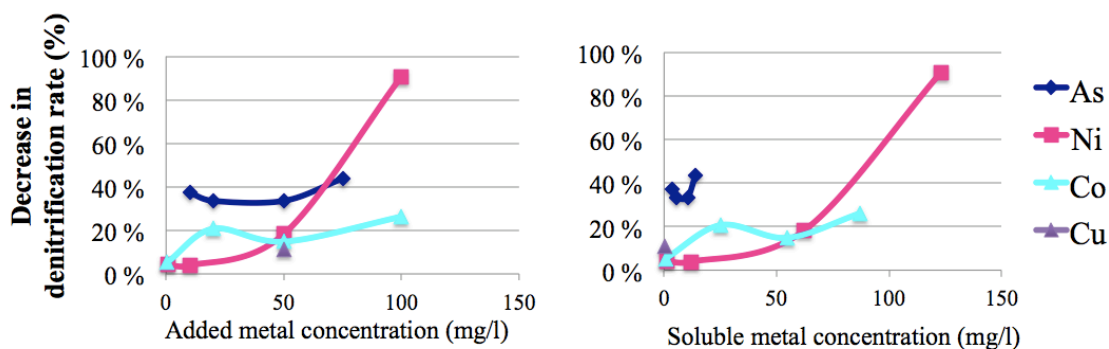 Decrease in
denitrification rate (%)
100 %
80 %
60 %
40 %
20 %
0 %
0
50
100
150
Added metal concentration (mg/l)
100 %
80 %
60 %
40 %
20 %
0 %
0
50
100
150
Soluble metal concentration (mg/l)
As
Ni
Co
Cu